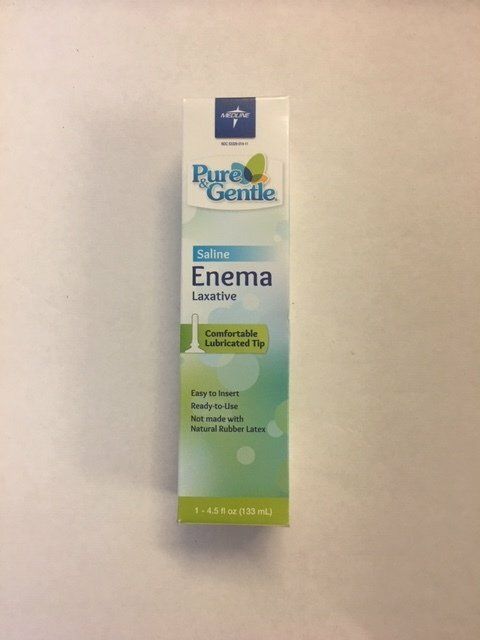 MEDLINE
Pure &
Gentle
Saline
Enema
Laxative
Comfortable
Lubricated Tip
Easy to Insert
Ready-to-Use
Not made with
Natural Rubber Latex
1 - 4.5 fl oz (133 mL)